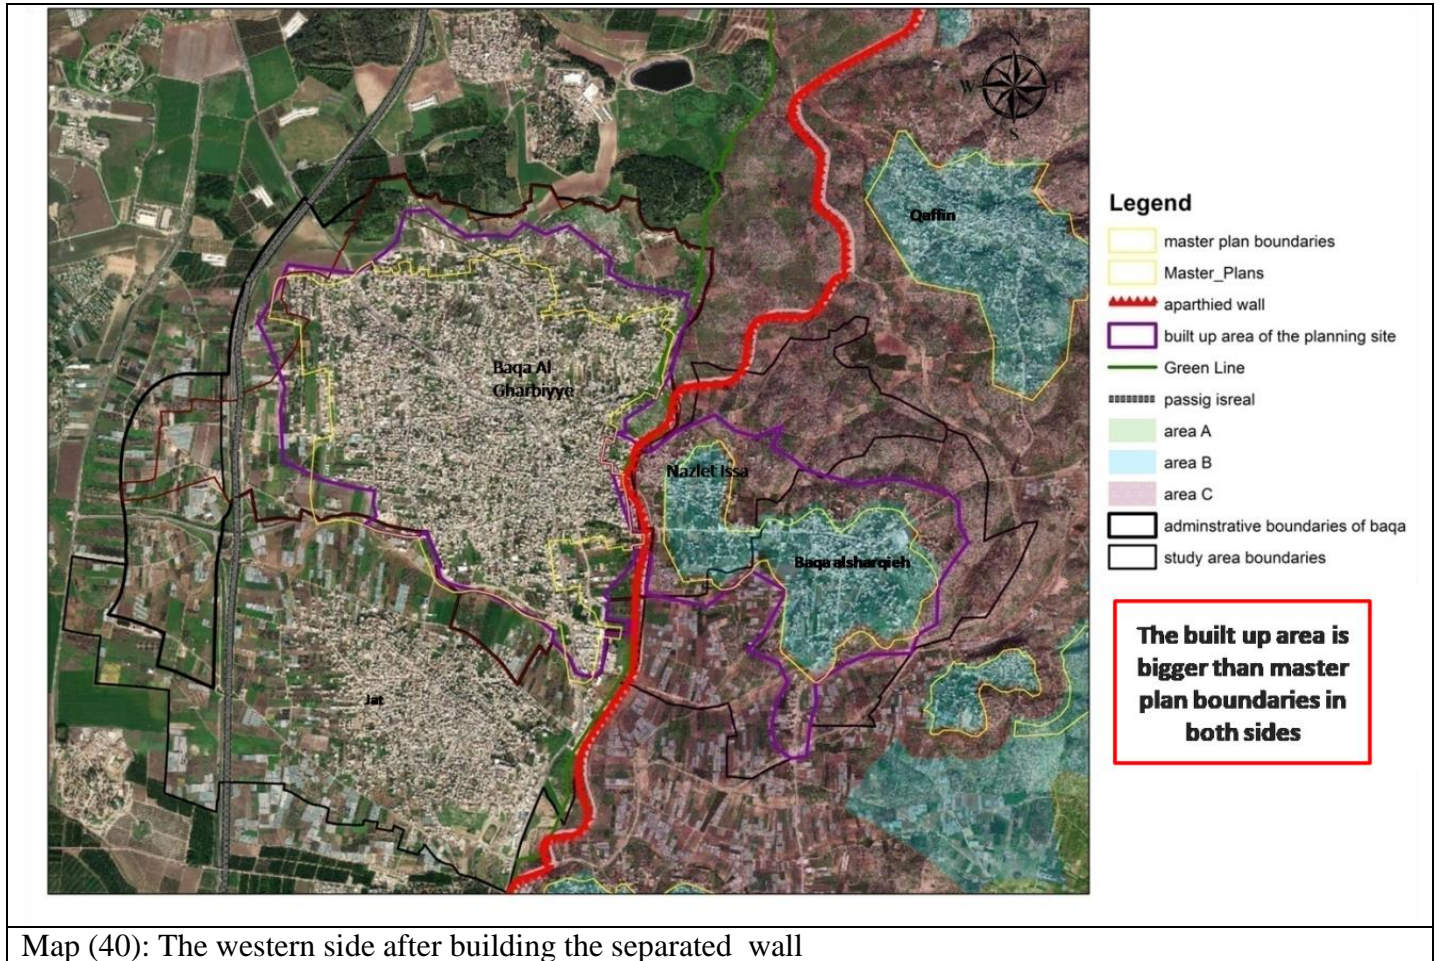 N
W
E
S
Qaffin
Baqa Al
Gharbiyye
Nazlet Issa
Baqa alsharqieh
Jat
Legend
master plan boundaries
Master_Plans
aparthied wall
built up area of the planning site
Green Line
passig isreal
area A
area B
area C
adminstrative boundaries of baqa
study area boundaries
The built up area is
bigger than master
plan boundaries in
both sides
Map (40): The western side after building the separated wall